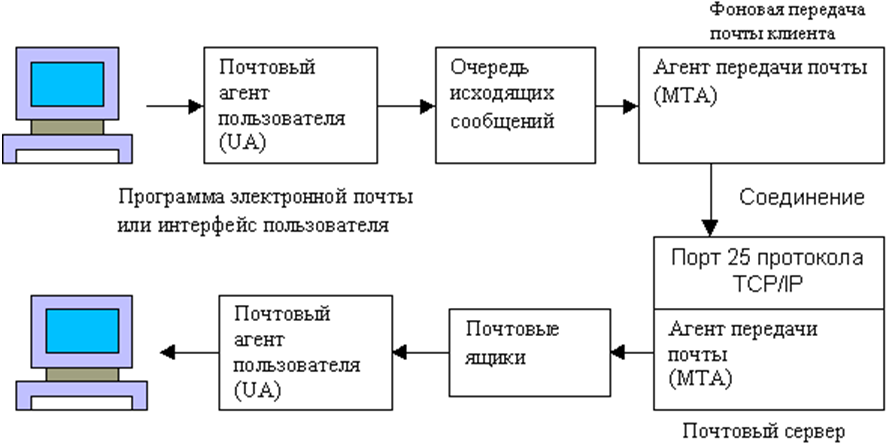 Фоновая передача
почты клиента
Почтовый
агент
пользователя
(UA)
Очередь
исходящих
сообщений
Агент передачи почты
(MTA)
Программа электронной почты
или интерфейс пользователя
Соединение
Порт 25 протокола
TCP/IP
Почтовый
агент
пользователя
(UA)
Почтовые
ящики
Агент передачи
почты
(MTA)
Почтовый сервер